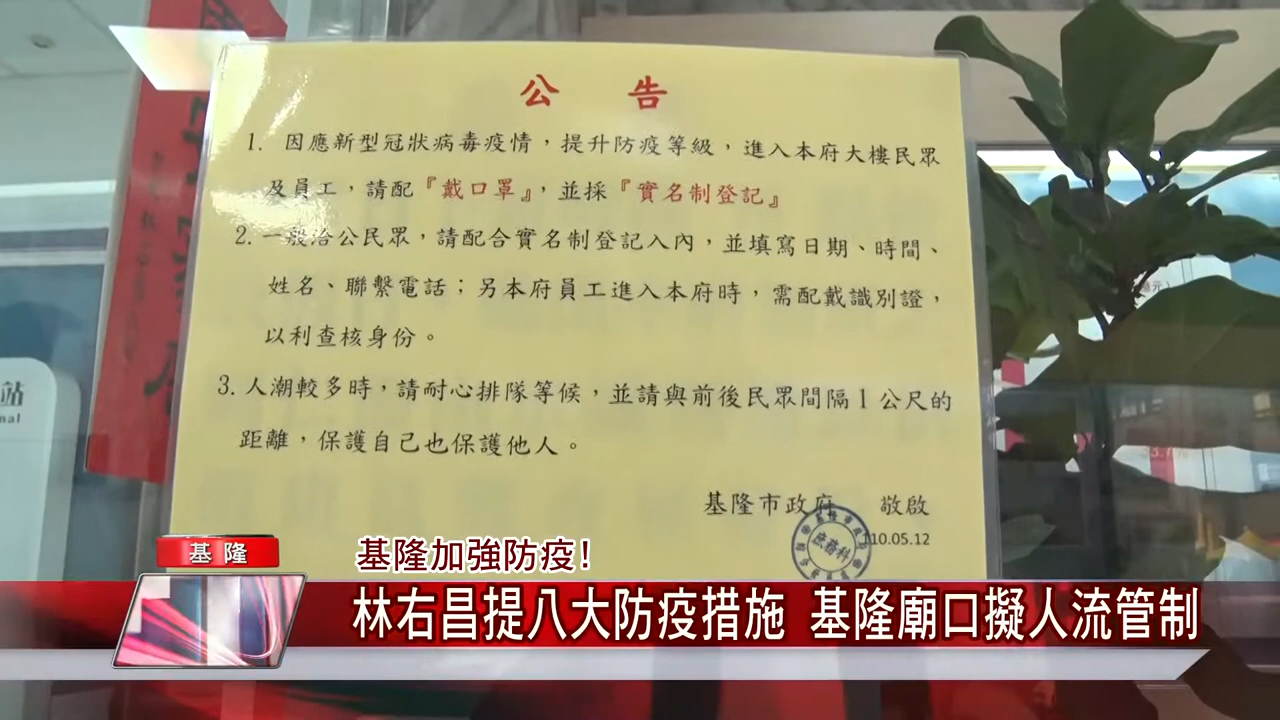 公告
1. 因應新型冠狀病毒疫情，提升防疫等級，進入本府大樓民眾
及員工，請配『戴口罩』，並採『實名制登記』
2. 一般洽公民眾，請配合實名制登記入內，並填寫日期、時間、
姓名、聯繫電話；另本府員工進入本府時，需配戴識別證，
以利查核身份。
3. 人潮較多時，請耐心排隊等候，並請與前後民眾間隔1公尺的
距離，保護自己也保護他人。
基隆市政府 敬啟
10.05.12
庶務科
站
nal
基隆
基隆加強防疫！
林右昌提八大防疫措施 基隆廟口擬人流管制